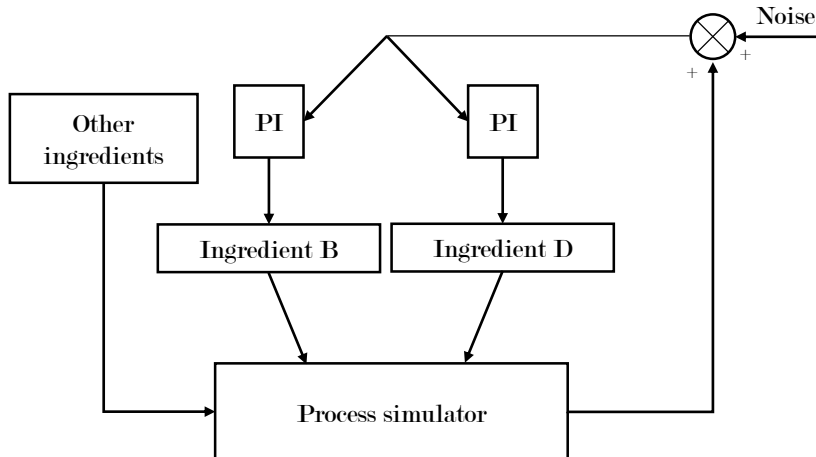 Noise
+
+
Other
ingredients
PI
PI
Ingredient B
Ingredient D
Process simulator